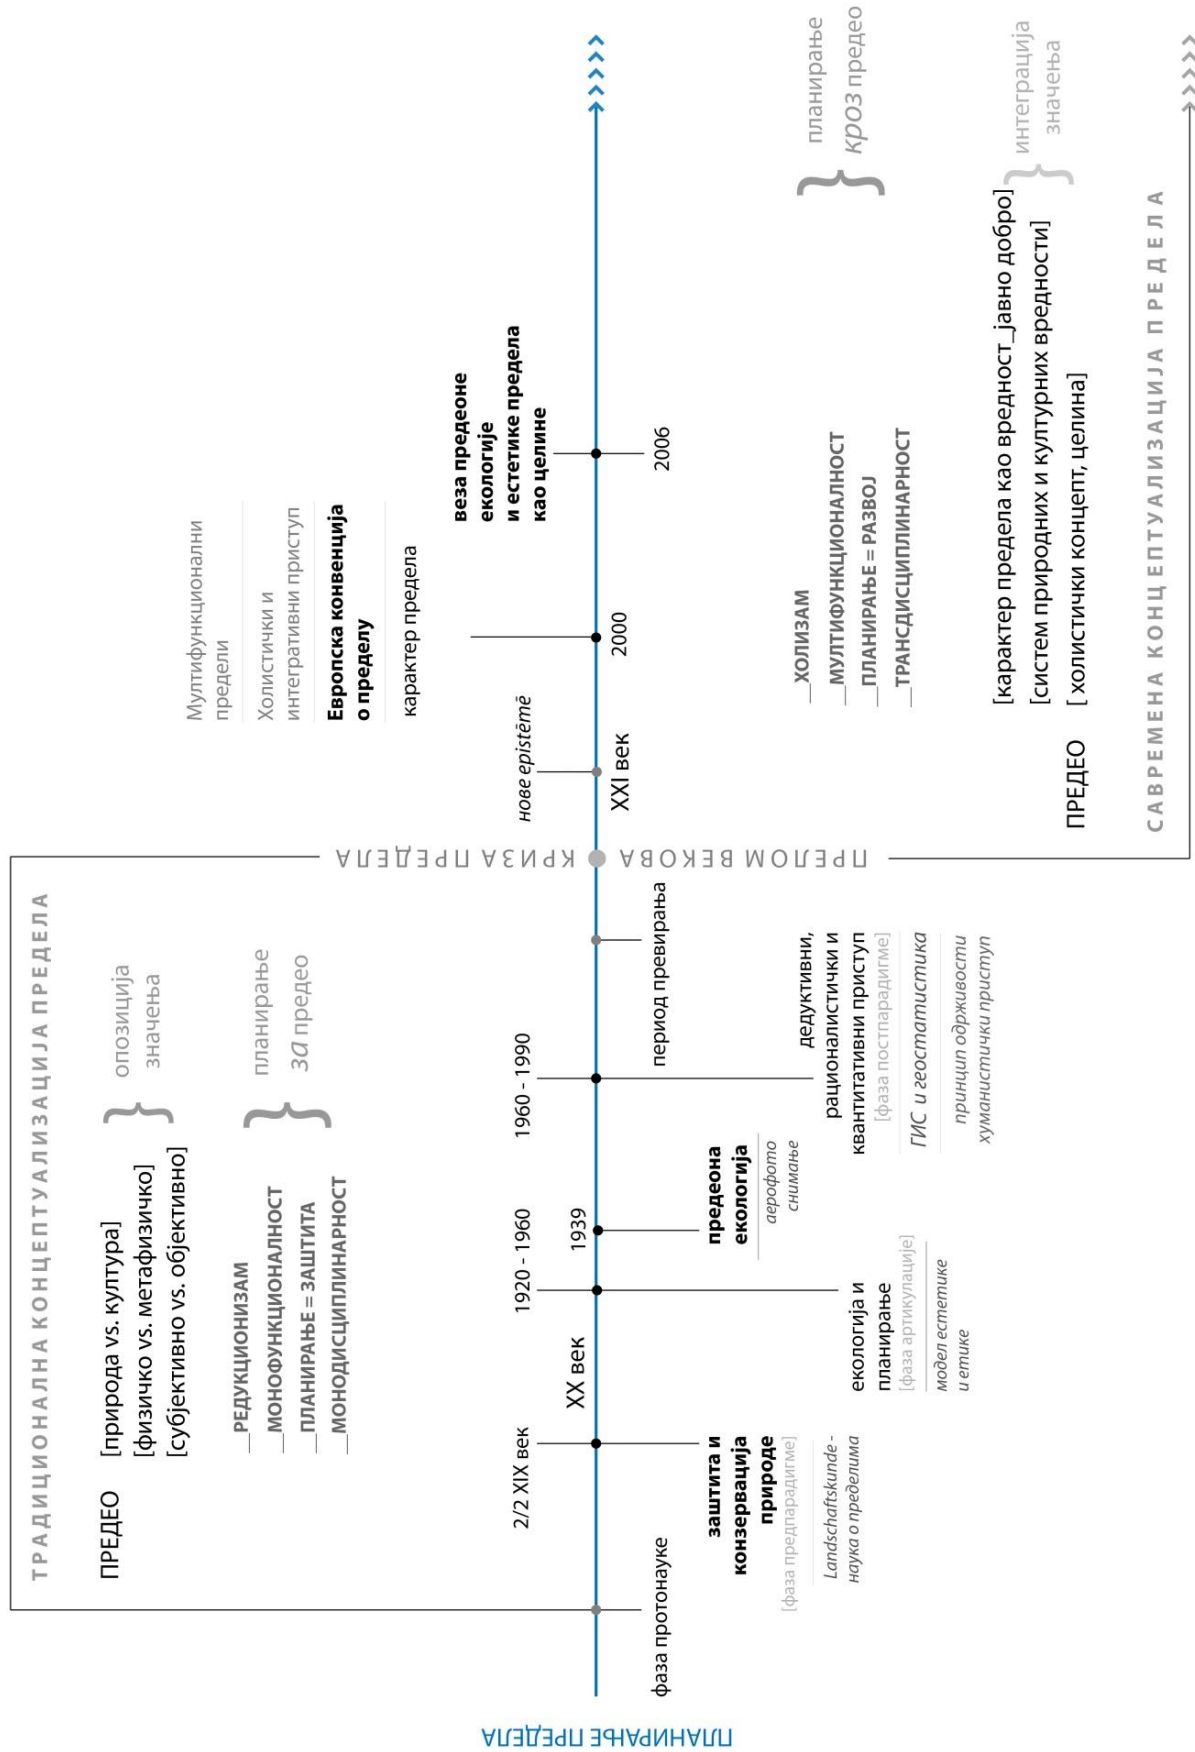 ПЛАНИРАЊЕ ПРЕДЕЛА
ТРАДИЦИОНАЛНА КОНЦЕПТУАЛИЗАЦИЈА ПРЕДЕЛА
ПРЕДЕО
[природа vs. култура]
[физичко vs. метафизичко]
[субјективно vs. објективно]
опозиција
значења
__РЕДУКЦИОНИЗАМ
__МОНОФУНКЦИОНАЛНОСТ
__ПЛАНИРАЊЕ = ЗАШТИТА
__МОНОДИСЦИПЛИНАРНОСТ
планирање
за предео
фаза протонауке
2/2 XIX век
заштита и
конзервација
природе
[фаза предпарадигме]
Landschaftskunde -
наука о пределима
XX век
1920 - 1960
екологија и
планирање
[фаза артикулације]
модел естетике
и етике
1939
предеона
екологија
аерофото
снимање
1960 - 1990
дедуктивни,
рационалистички и
квантитативни приступ
[фаза постпарадигме]
ГИС и геостатистика
принцип одрживости
хуманистички приступ
период превирања
КРИЗА ПРЕДЕЛА
ПРЕЛОМ ВЕКОВА
нове epistēmē
XXI век
Мултифункционални
предели
Холистички и
интегративни приступ
Европска конвенција
о пределу
карактер предела
2000
веза предеоне
екологије
и естетике предела
као целине
2006
__ХОЛИЗАМ
__МУЛТИФУНКЦИОНАЛНОСТ
__ПЛАНИРАЊЕ = РАЗВОЈ
__ТРАНСДИСЦИПЛИНАРНОСТ
планирање
кроз предео
ПРЕДЕО
[карактер предела као вредност_јавно добро]
[систем природних и културних вредности]
[ холистички концепт, целина]
интеграција
значења
САВРЕМЕНА КОНЦЕПТУАЛИЗАЦИЈА ПРЕДЕЛА